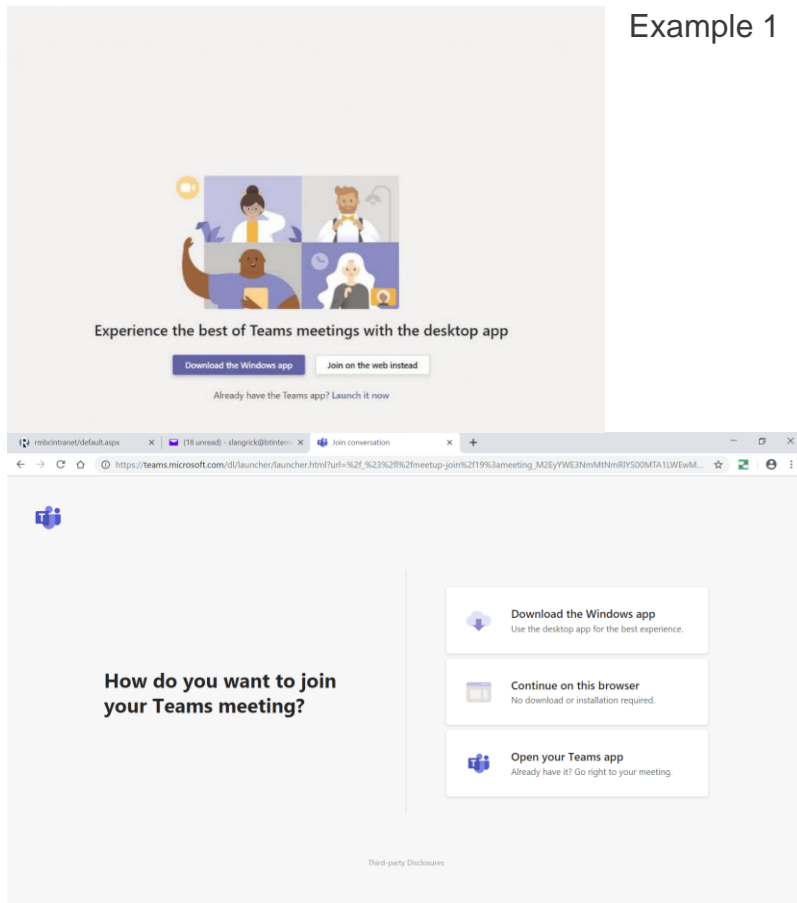 Example 1
Experience the best of Teams meetings with the desktop app
Download the Windows app Join on the web instead
Already have the Teams app? Launch it now
rmbcintranet/default.aspx (18 unread) - slangrick@btintern Join conversation
https://teams.microsoft.com/dl/launcher/launcher.html?url=%2f_%23%2fl%2fmeetup-join%2f19%3ameeting_
T
Download the Windows app
Use the desktop app for the best experience.
How do you want to join
your Teams meeting?
Continue on this browser
No download or installation required.
T
Open your Teams app
Already have it? Go right to your meeting.
Third-party Disclosures